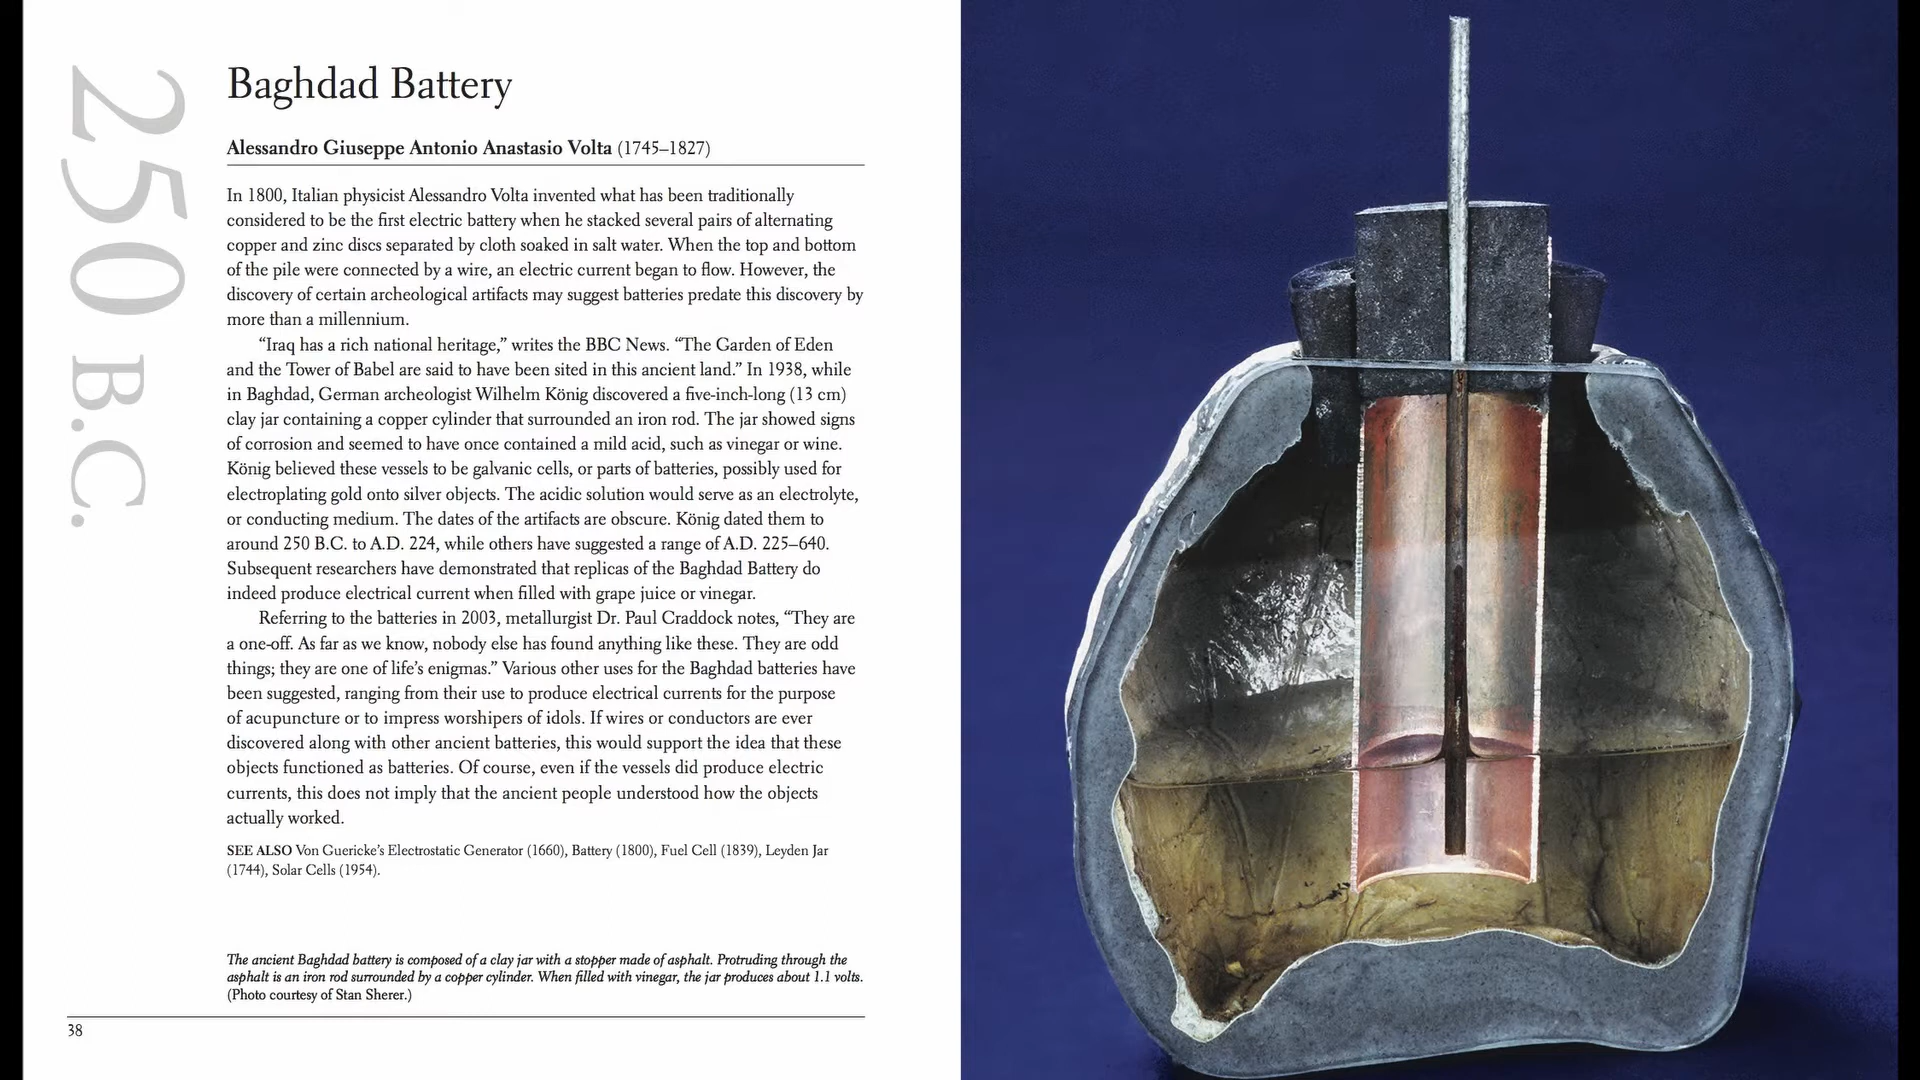 250 B.C.
Baghdad Battery
Alessandro Giuseppe Antonio Anastasio Volta (1745–1827)
In 1800, Italian physicist Alessandro Volta invented what has been traditionally
considered to be the first electric battery when he stacked several pairs of alternating
copper and zinc discs separated by cloth soaked in salt water. When the top and bottom
of the pile were connected by a wire, an electric current began to flow. However, the
discovery of certain archeological artifacts may suggest batteries predate this discovery by
more than a millennium.
“Iraq has a rich national heritage,” writes the BBC News. “The Garden of Eden
and the Tower of Babel are said to have been sited in this ancient land.” In 1938, while
in Baghdad, German archeologist Wilhelm König discovered a five-inch-long (13 cm)
clay jar containing a copper cylinder that surrounded an iron rod. The jar showed signs
of corrosion and seemed to have once contained a mild acid, such as vinegar or wine.
König believed these vessels to be galvanic cells, or parts of batteries, possibly used for
electroplating gold onto silver objects. The acidic solution would serve as an electrolyte,
or conducting medium. The dates of the artifacts are obscure. König dated them to
around 250 B.C. to A.D. 224, while others have suggested a range of A.D. 225–640.
Subsequent researchers have demonstrated that replicas of the Baghdad Battery do
indeed produce electrical current when filled with grape juice or vinegar.
Referring to the batteries in 2003, metallurgist Dr. Paul Craddock notes, “They are
a one-off. As far as we know, nobody else has found anything like these. They are odd
things; they are one of life’s enigmas.” Various other uses for the Baghdad batteries have
been suggested, ranging from their use to produce electrical currents for the purpose
of acupuncture or to impress worshipers of idols. If wires or conductors are ever
discovered along with other ancient batteries, this would support the idea that these
objects functioned as batteries. Of course, even if the vessels did produce electric
currents, this does not imply that the ancient people understood how the objects
actually worked.
SEE ALSO Von Guericke’s Electrostatic Generator (1660), Battery (1800), Fuel Cell (1839), Leyden Jar
(1744), Solar Cells (1954).
The ancient Baghdad battery is composed of a clay jar with a stopper made of asphalt. Protruding through the
asphalt is an iron rod surrounded by a copper cylinder. When filled with vinegar, the jar produces about 1.1 volts.
(Photo courtesy of Stan Sherer.)
38